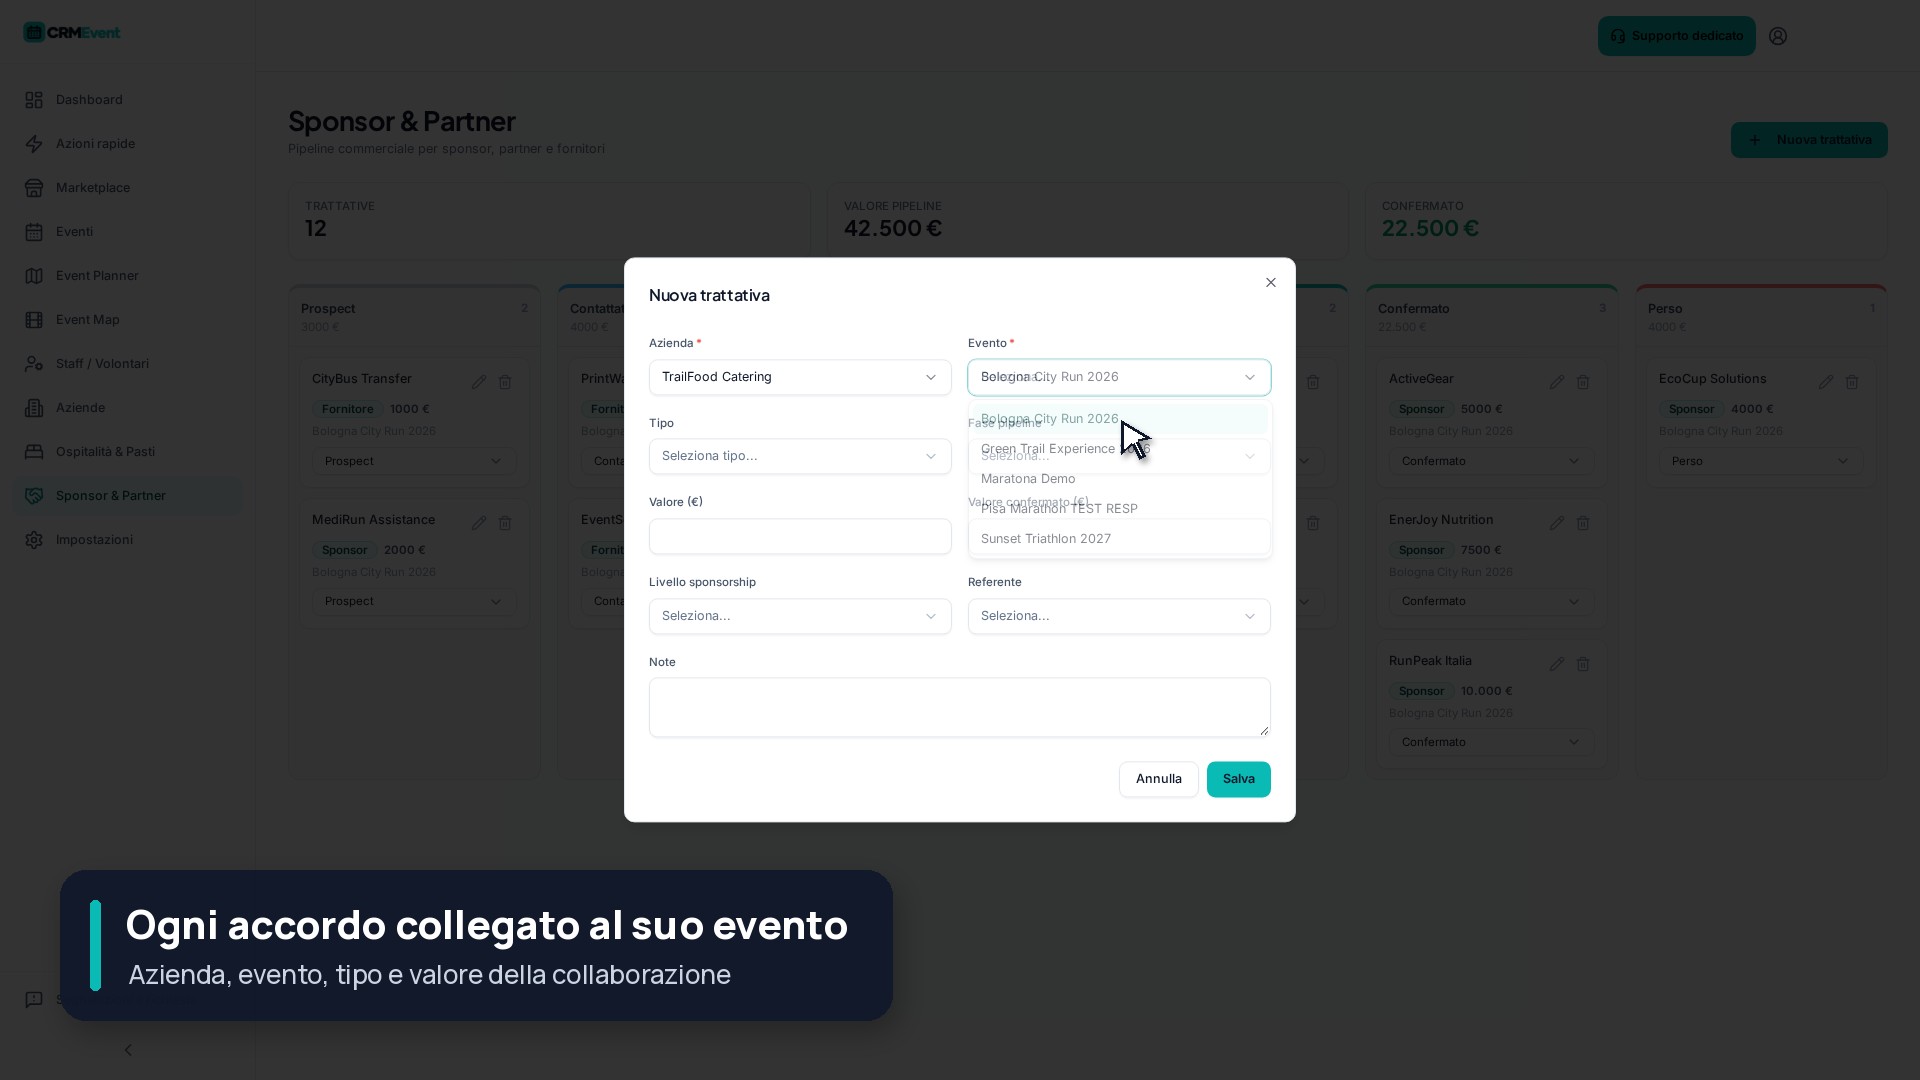 CRMEvent
Supporto dedicato
Dashboard
Azioni rapide
Marketplace
Eventi
Event Planner
Event Map
Staff / Volontari
Aziende
Ospitalità & Pasti
Sponsor & Partner
Impostazioni
Sponsor & Partner
Pipeline commerciale per sponsor, partner e fornitori
Nuova trattativa
TRATTATIVE
12
VALORE PIPELINE
42.500 €
CONFERMATO
22.500 €
Prospect 2
3000 €
CityBus Transfer
Fornitore 1000 €
Bologna City Run 2026
Prospect
MediRun Assistance
Sponsor 2000 €
Bologna City Run 2026
Prospect
4000 €
2
Confermato 3
22.500 €
ActiveGear
Sponsor 5000 €
Bologna City Run 2026
Confermato
EnerJoy Nutrition
Sponsor 7500 €
Bologna City Run 2026
Confermato
RunPeak Italia
Sponsor 10.000 €
Bologna City Run 2026
Confermato
Perso 1
4000 €
EcoCup Solutions
Sponsor 4000 €
Bologna City Run 2026
Perso
Nuova trattativa
Azienda *
TrailFood Catering
Evento *
Bologna City Run 2026
Bologna City Run 2026
Green Trail Experience 2026
Maratona Demo
Pisa Marathon TEST RESP
Sunset Triathlon 2027
Tipo
Seleziona tipo...
Fase pipeline
Seleziona...
Valore (€)
Valore confermato (€)
Livello sponsorship
Seleziona...
Referente
Seleziona...
Note
Annulla
Salva
Ogni accordo collegato al suo evento
Azienda, evento, tipo e valore della collaborazione